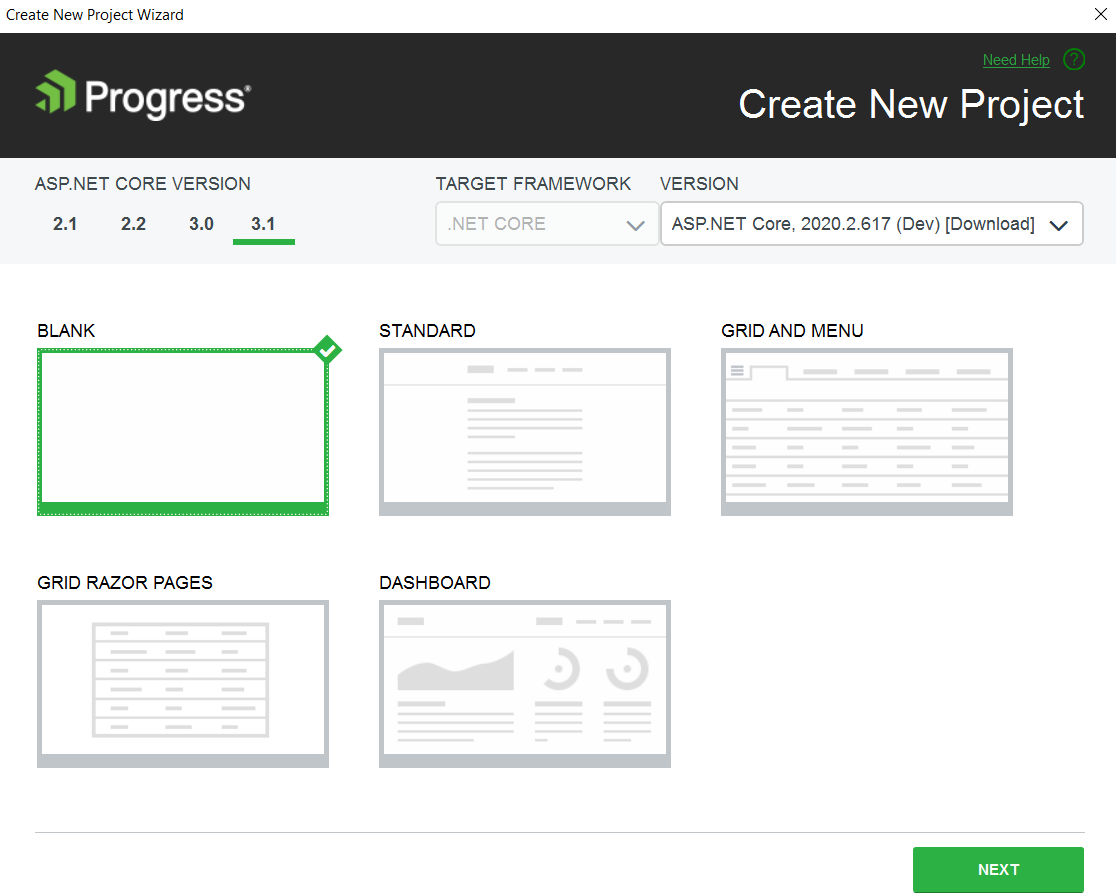 Create New Project Wizard
Need Help ?
Progress®
Create New Project
ASP.NET CORE VERSION
TARGET FRAMEWORK
VERSION
2.1 2.2 3.0 3.1
.NET CORE
ASP.NET Core, 2020.2.617 (Dev) [Download]
BLANK
STANDARD
GRID AND MENU
GRID RAZOR PAGES
DASHBOARD
NEXT